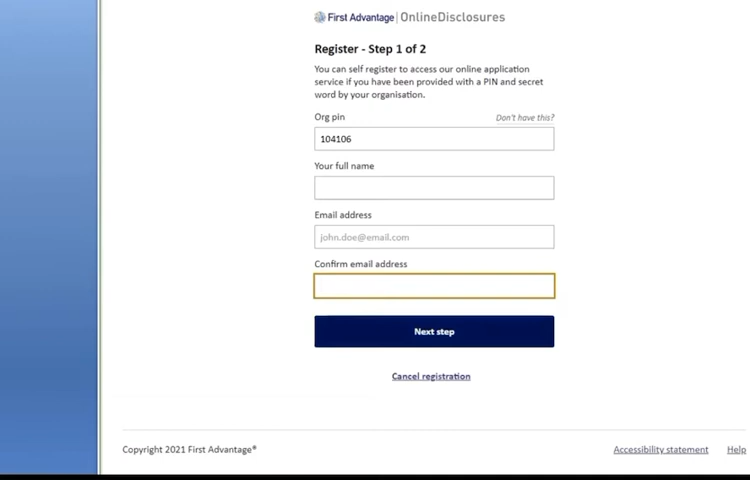 First Advantage | OnlineDisclosures
Register - Step 1 of 2
You can self register to access our online application
service if you have been provided with a PIN and secret
word by your organisation.
Org pin Don't have this?
104106
Your full name
Email address
john.doe@email.com
Confirm email address
Next step
Cancel registration
Copyright 2021 First Advantage® Accessibility statement Help